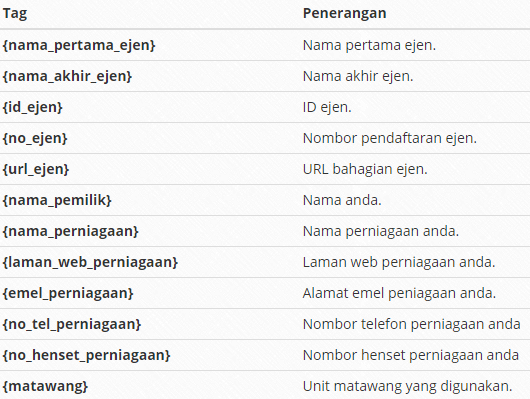 Tag Penerangan
{nama_pertama_ejen} Nama pertama ejen.
{nama_akhir_ejen} Nama akhir ejen.
{id_ejen} ID ejen.
{no_ejen} Nombor pendaftaran ejen.
{url_ejen} URL bahagian ejen.
{nama_pemilik} Nama anda.
{nama_perniagaan} Nama perniagaan anda.
{laman_web_perniagaan} Laman web perniagaan anda.
{emel_perniagaan} Alamat emel peniagaan anda.
{no_tel_perniagaan} Nombor telefon perniagaan anda
{no_henset_perniagaan} Nombor henset perniagaan anda
{matawang} Unit matawang yang digunakan.